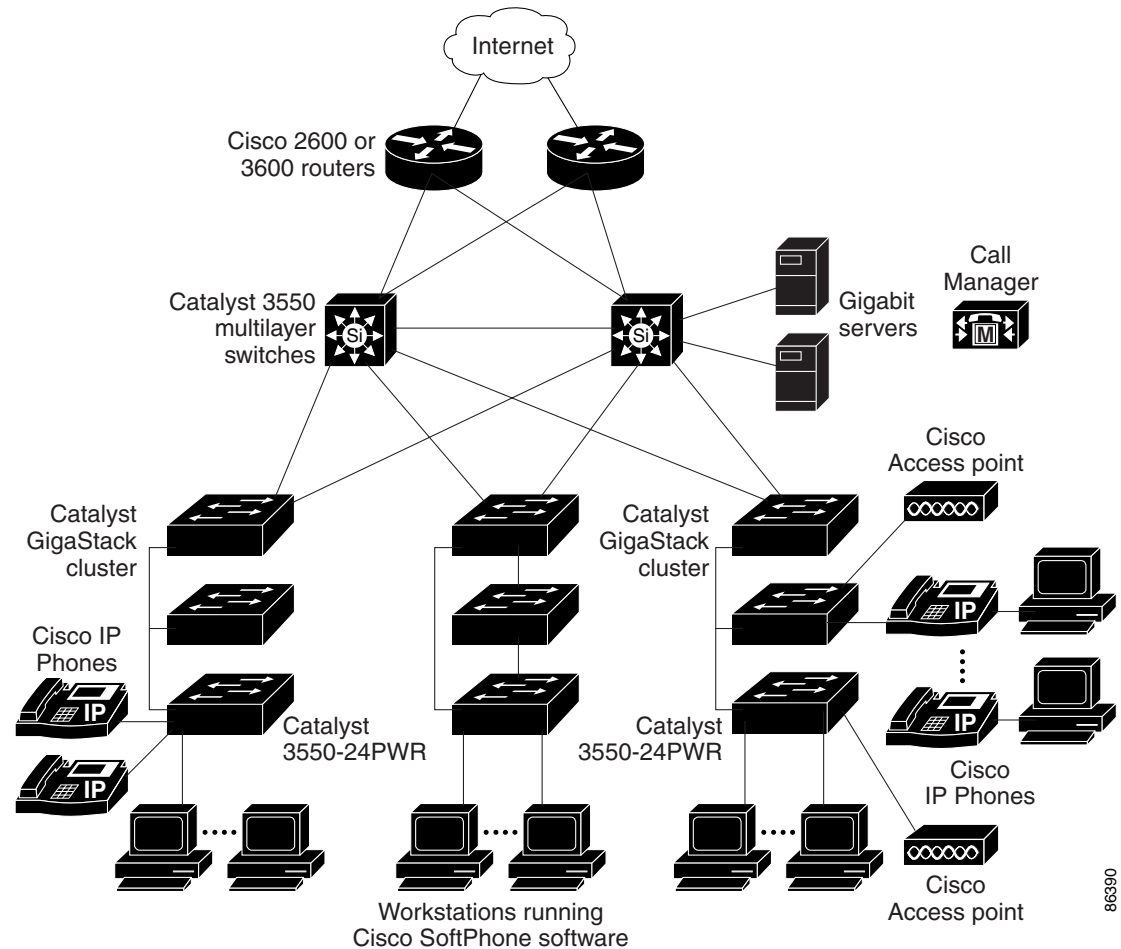 Internet
Cisco 2600 or
3600 routers
Catalyst 3550
multilayer
switches
Si
Si
Gigabit
servers
Call
Manager
M
Cisco
Access point
Catalyst
GigaStack
cluster
Catalyst
GigaStack
cluster
Cisco IP
Phones
IP
IP
IP
IP
Catalyst
3550-24PWR
Catalyst
3550-24PWR
Cisco
IP Phones
Workstations running
Cisco SoftPhone software
Cisco
Access point
86390